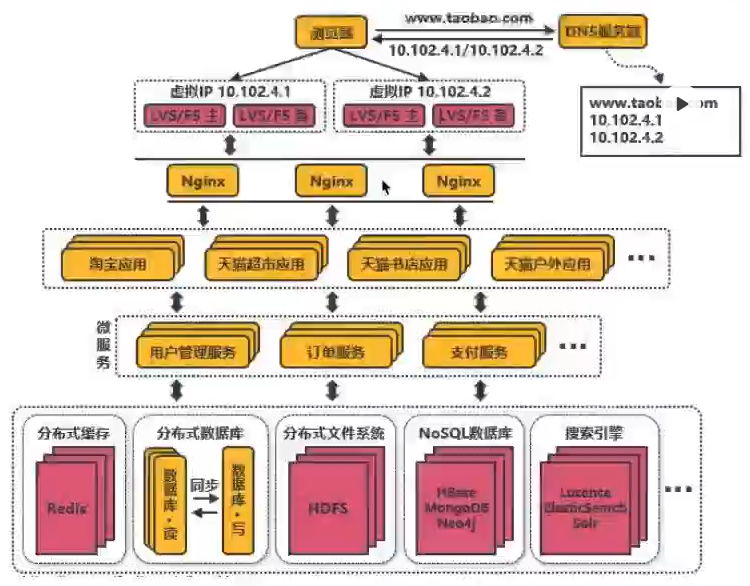 www.taobao.com
浏览器
DNS服务器
10.102.4.1/10.102.4.2
虚拟IP 10.102.4.1
虚拟IP 10.102.4.2
LVS/F5 主
LVS/F5 备
LVS/F5 主
LVS/F5 备
www.taobao.com
10.102.4.1
10.102.4.2
Nginx
Nginx
Nginx
淘宝应用
天猫超市应用
天猫书店应用
天猫户外应用
微服务
用户管理服务
订单服务
支付服务
分布式缓存
分布式数据库
分布式文件系统
NoSQL数据库
搜索引擎
Redis
数据库·读
同步
数据库·写
HDFS
HBase
MongoDB
Neo4j
Lucence
ElasticSearch
Solr